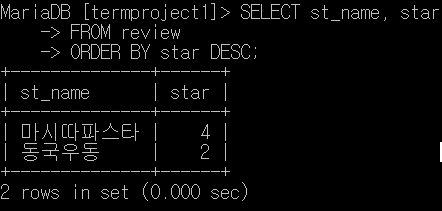 MariaDB [termproject1]> SELECT st_name, star
    -> FROM review
    -> ORDER BY star DESC;
+--------------+------+
| st_name      | star |
+--------------+------+
| 마시따파스타 |    4 |
| 동국우동     |    2 |
+--------------+------+
2 rows in set (0.000 sec)